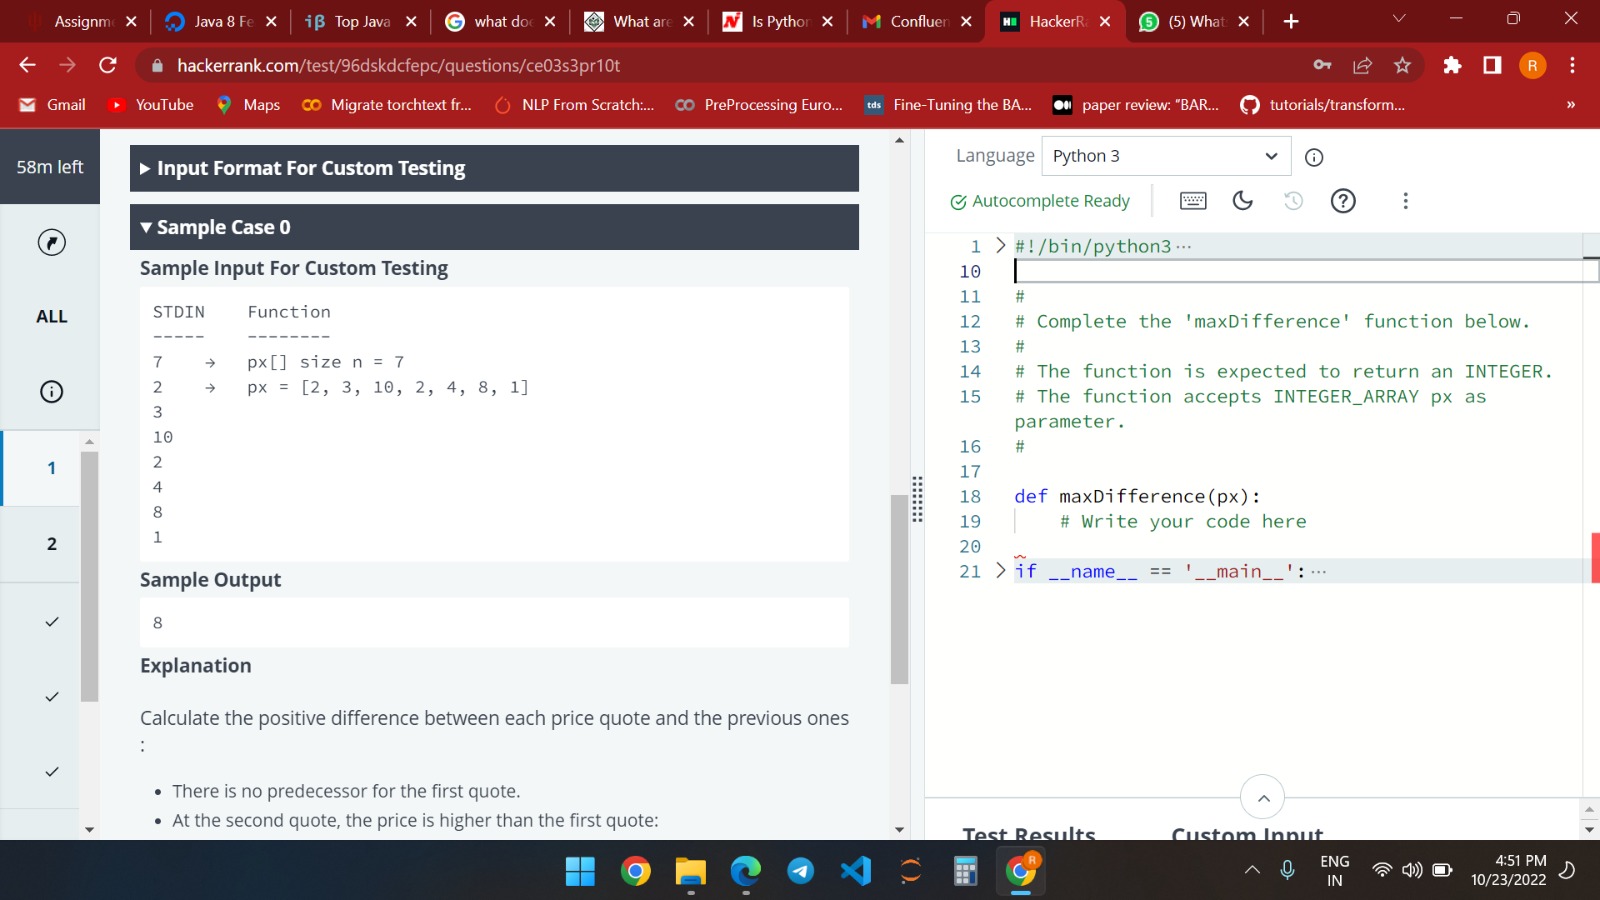 Assignm
Java 8 Fe
Top Java
what doe
What are
Is Python
Confluen
HackerRa
(5) What
hackerrank.com/test/96dskdcfepc/questions/ce03s3pr10t
R
Gmail
YouTube
Maps
Migrate torchtext fr...
NLP From Scratch:...
PreProcessing Euro...
tds
Fine-Tuning the BA...
paper review: "BAR...
tutorials/transform...
»
58m left
ALL
1
2
Input Format For Custom Testing
Sample Case 0
Sample Input For Custom Testing
STDIN Function
----- --------
7 → px[] size n = 7
2 → px = [2, 3, 10, 2, 4, 8, 1]
3
10
2
4
8
1
Sample Output
8
Explanation
Calculate the positive difference between each price quote and the previous ones
:
• There is no predecessor for the first quote.
• At the second quote, the price is higher than the first quote:
Language Python 3
Autocomplete Ready
1 #!/bin/python3 ...
10
11 #
12 # Complete the 'maxDifference' function below.
13 #
14 # The function is expected to return an INTEGER.
15 # The function accepts INTEGER_ARRAY px as
parameter.
16 #
17
18 def maxDifference(px):
19 # Write your code here
20
21 if __name__ == '__main__': ...
Test Results Custom Input
R
ENG
IN
4:51 PM
10/23/2022